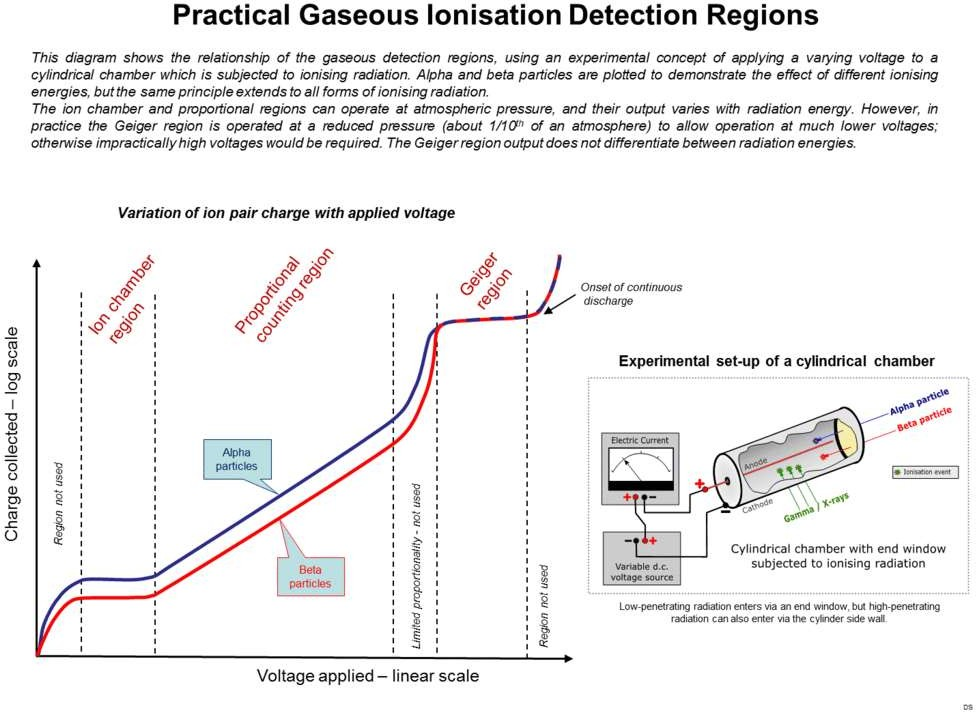 Practical Gaseous Ionisation Detection Regions
This diagram shows the relationship of the gaseous detection regions, using an experimental concept of applying a varying voltage to a
cylindrical chamber which is subjected to ionising radiation. Alpha and beta particles are plotted to demonstrate the effect of different ionising
energies, but the same principle extends to all forms of ionising radiation.
The ion chamber and proportional regions can operate at atmospheric pressure, and their output varies with radiation energy. However, in
practice the Geiger region is operated at a reduced pressure (about 1/10th of an atmosphere) to allow operation at much lower voltages;
otherwise impractically high voltages would be required. The Geiger region output does not differentiate between radiation energies.
Variation of ion pair charge with applied voltage
Charge collected – log scale
Region not used
Ion chamber
region
Proportional
counting region
Geiger
region
Onset of continuous
discharge
Alpha
particles
Beta
particles
Limited proportionality - not used
Region not used
Voltage applied – linear scale
Experimental set-up of a cylindrical chamber
Electric Current
+ –
– +
Variable d.c.
voltage source
+
–
Anode
Cathode
Alpha particle
Beta particle
Ionisation event
Gamma / X-rays
Cylindrical chamber with end window
subjected to ionising radiation
Low-penetrating radiation enters via an end window, but high-penetrating
radiation can also enter via the cylinder side wall.
DS